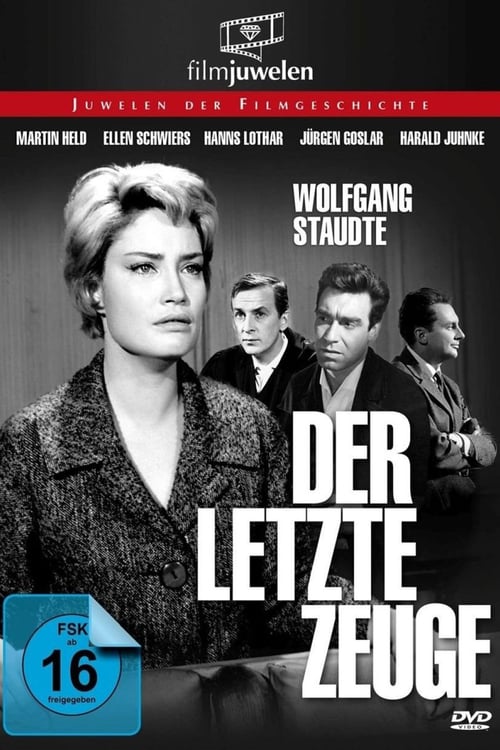 filmjuwelen
JUWELEN DER FILMGESCHICHTE
MARTIN HELD ELLEN SCHWIERS HANNS LOTHAR JÜRGEN GOSLAR HARALD JUHNKE
WOLFGANG
STAUDTE
DER
LETZTE
ZEUGE
FSK
ab
16
freigegeben
DVD
VIDEO